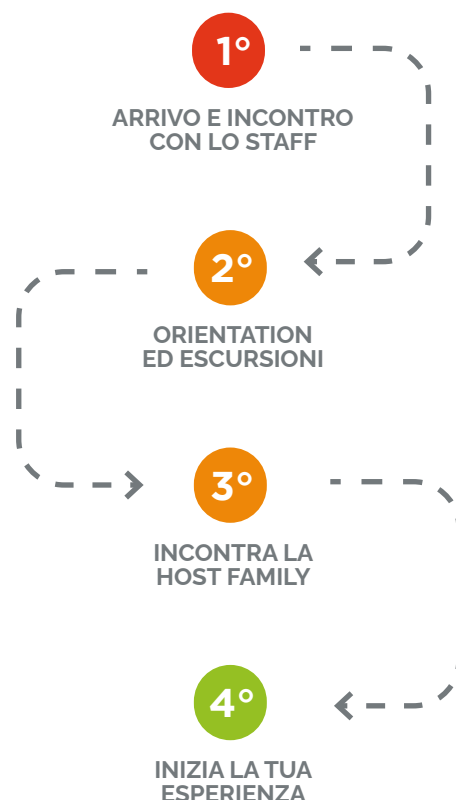 1°
ARRIVO E INCONTRO
CON LO STAFF
2°
ORIENTATION
ED ESCURSIONI
3°
INCONTRA LA
HOST FAMILY
4°
INIZIA LA TUA
ESPERIENZA